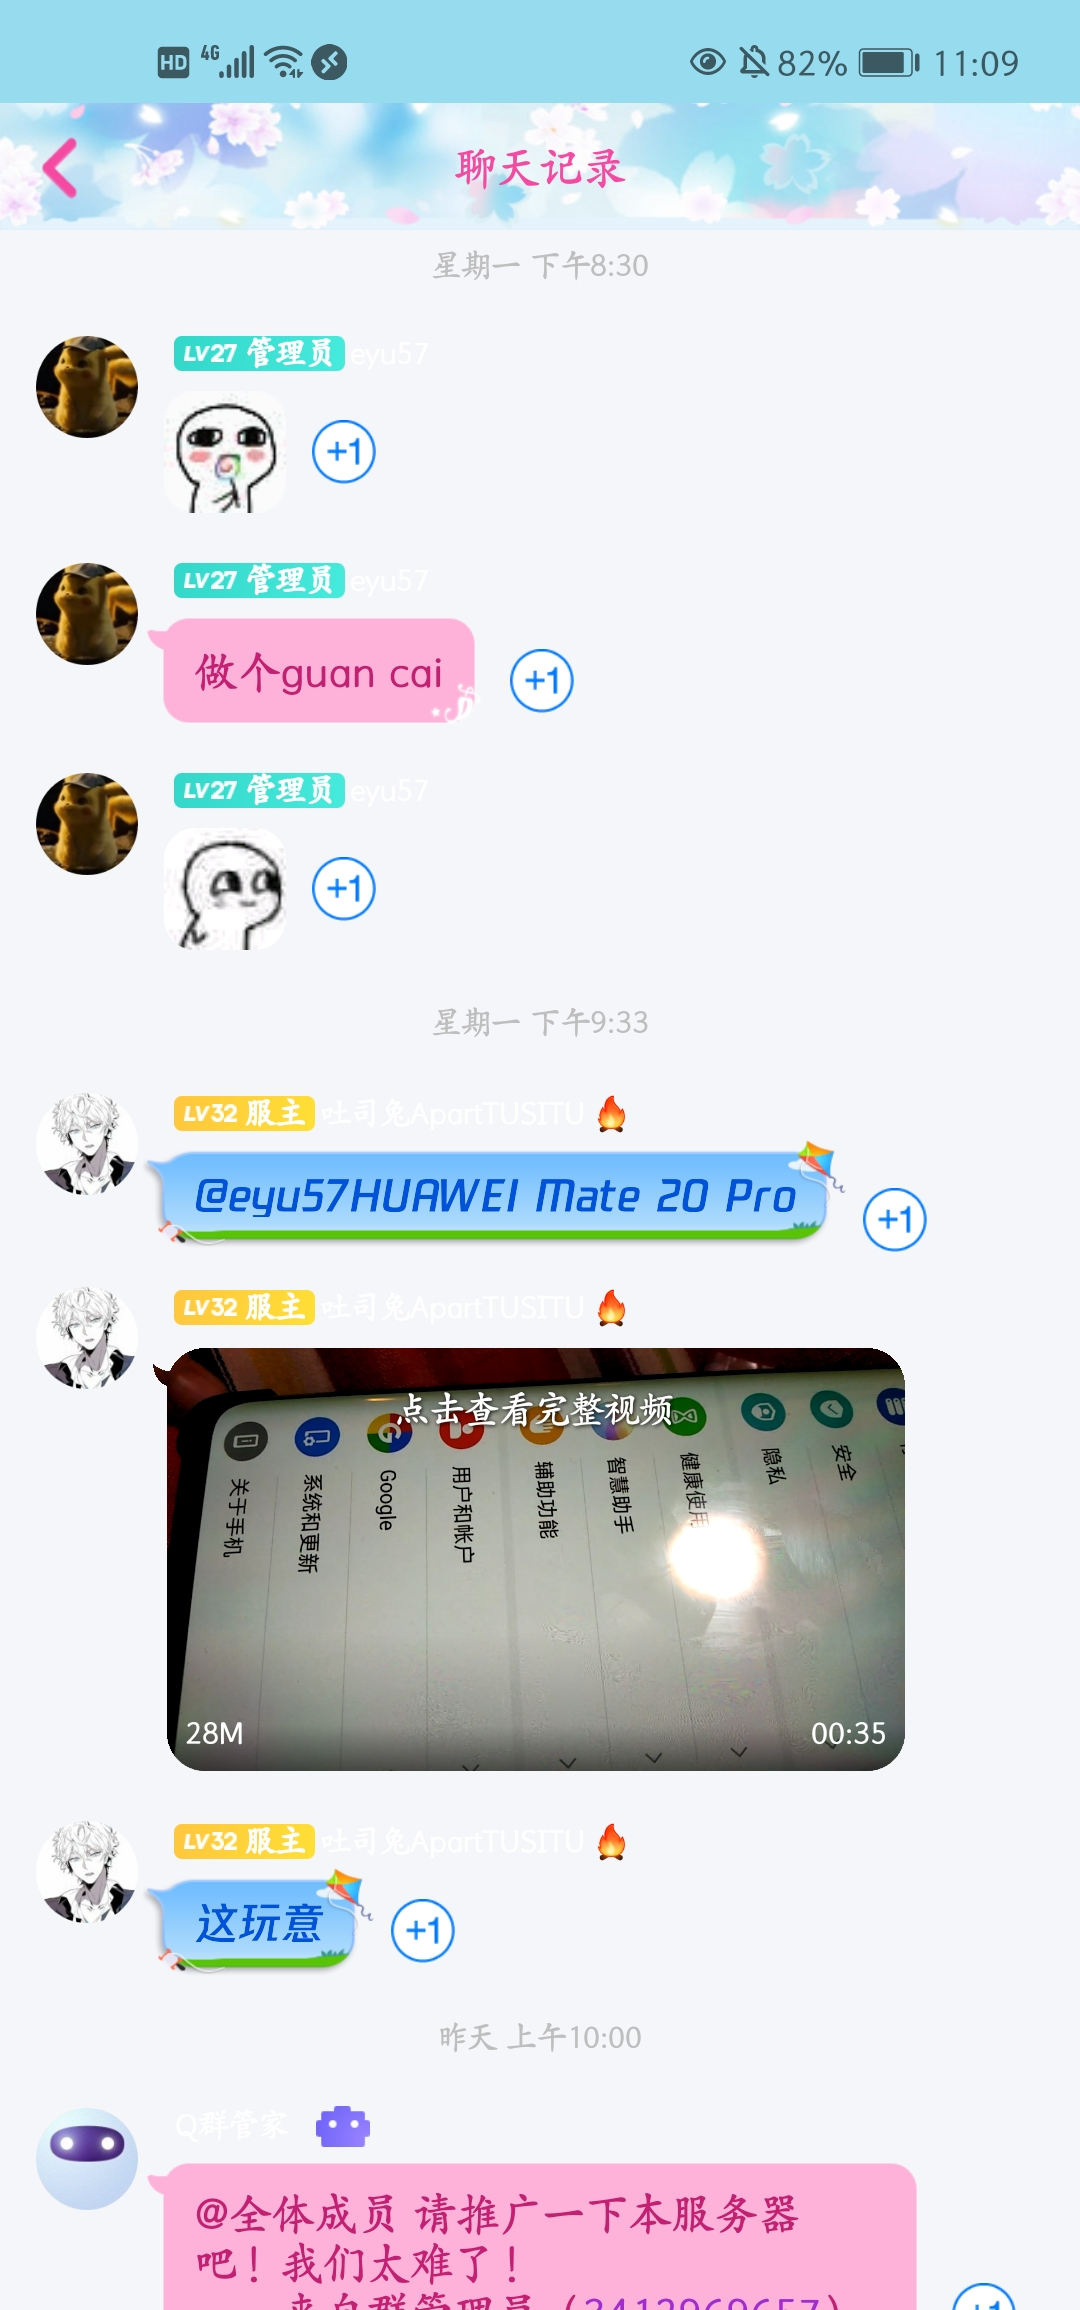 HD 4G 82% 11:09
聊天记录
星期一 下午8:30
LV27 管理员 eyu57
+1
LV27 管理员 eyu57
做个guan cai
+1
LV27 管理员 eyu57
+1
星期一 下午9:33
LV32 服主 吐司兔ApartTUSITU
@eyu57HUAWEI Mate 20 Pro
+1
LV32 服主 吐司兔ApartTUSITU
点击查看完整视频
关于手机
系统和更新
Google
用户和帐户
辅助功能
智慧助手
健康使用
隐私
安全
28M
00:35
LV32 服主 吐司兔ApartTUSITU
这玩意
+1
昨天 上午10:00
Q群管家
@全体成员 请推广一下本服务器
吧！我们太难了！
来自群管理员（3412969657）
+1